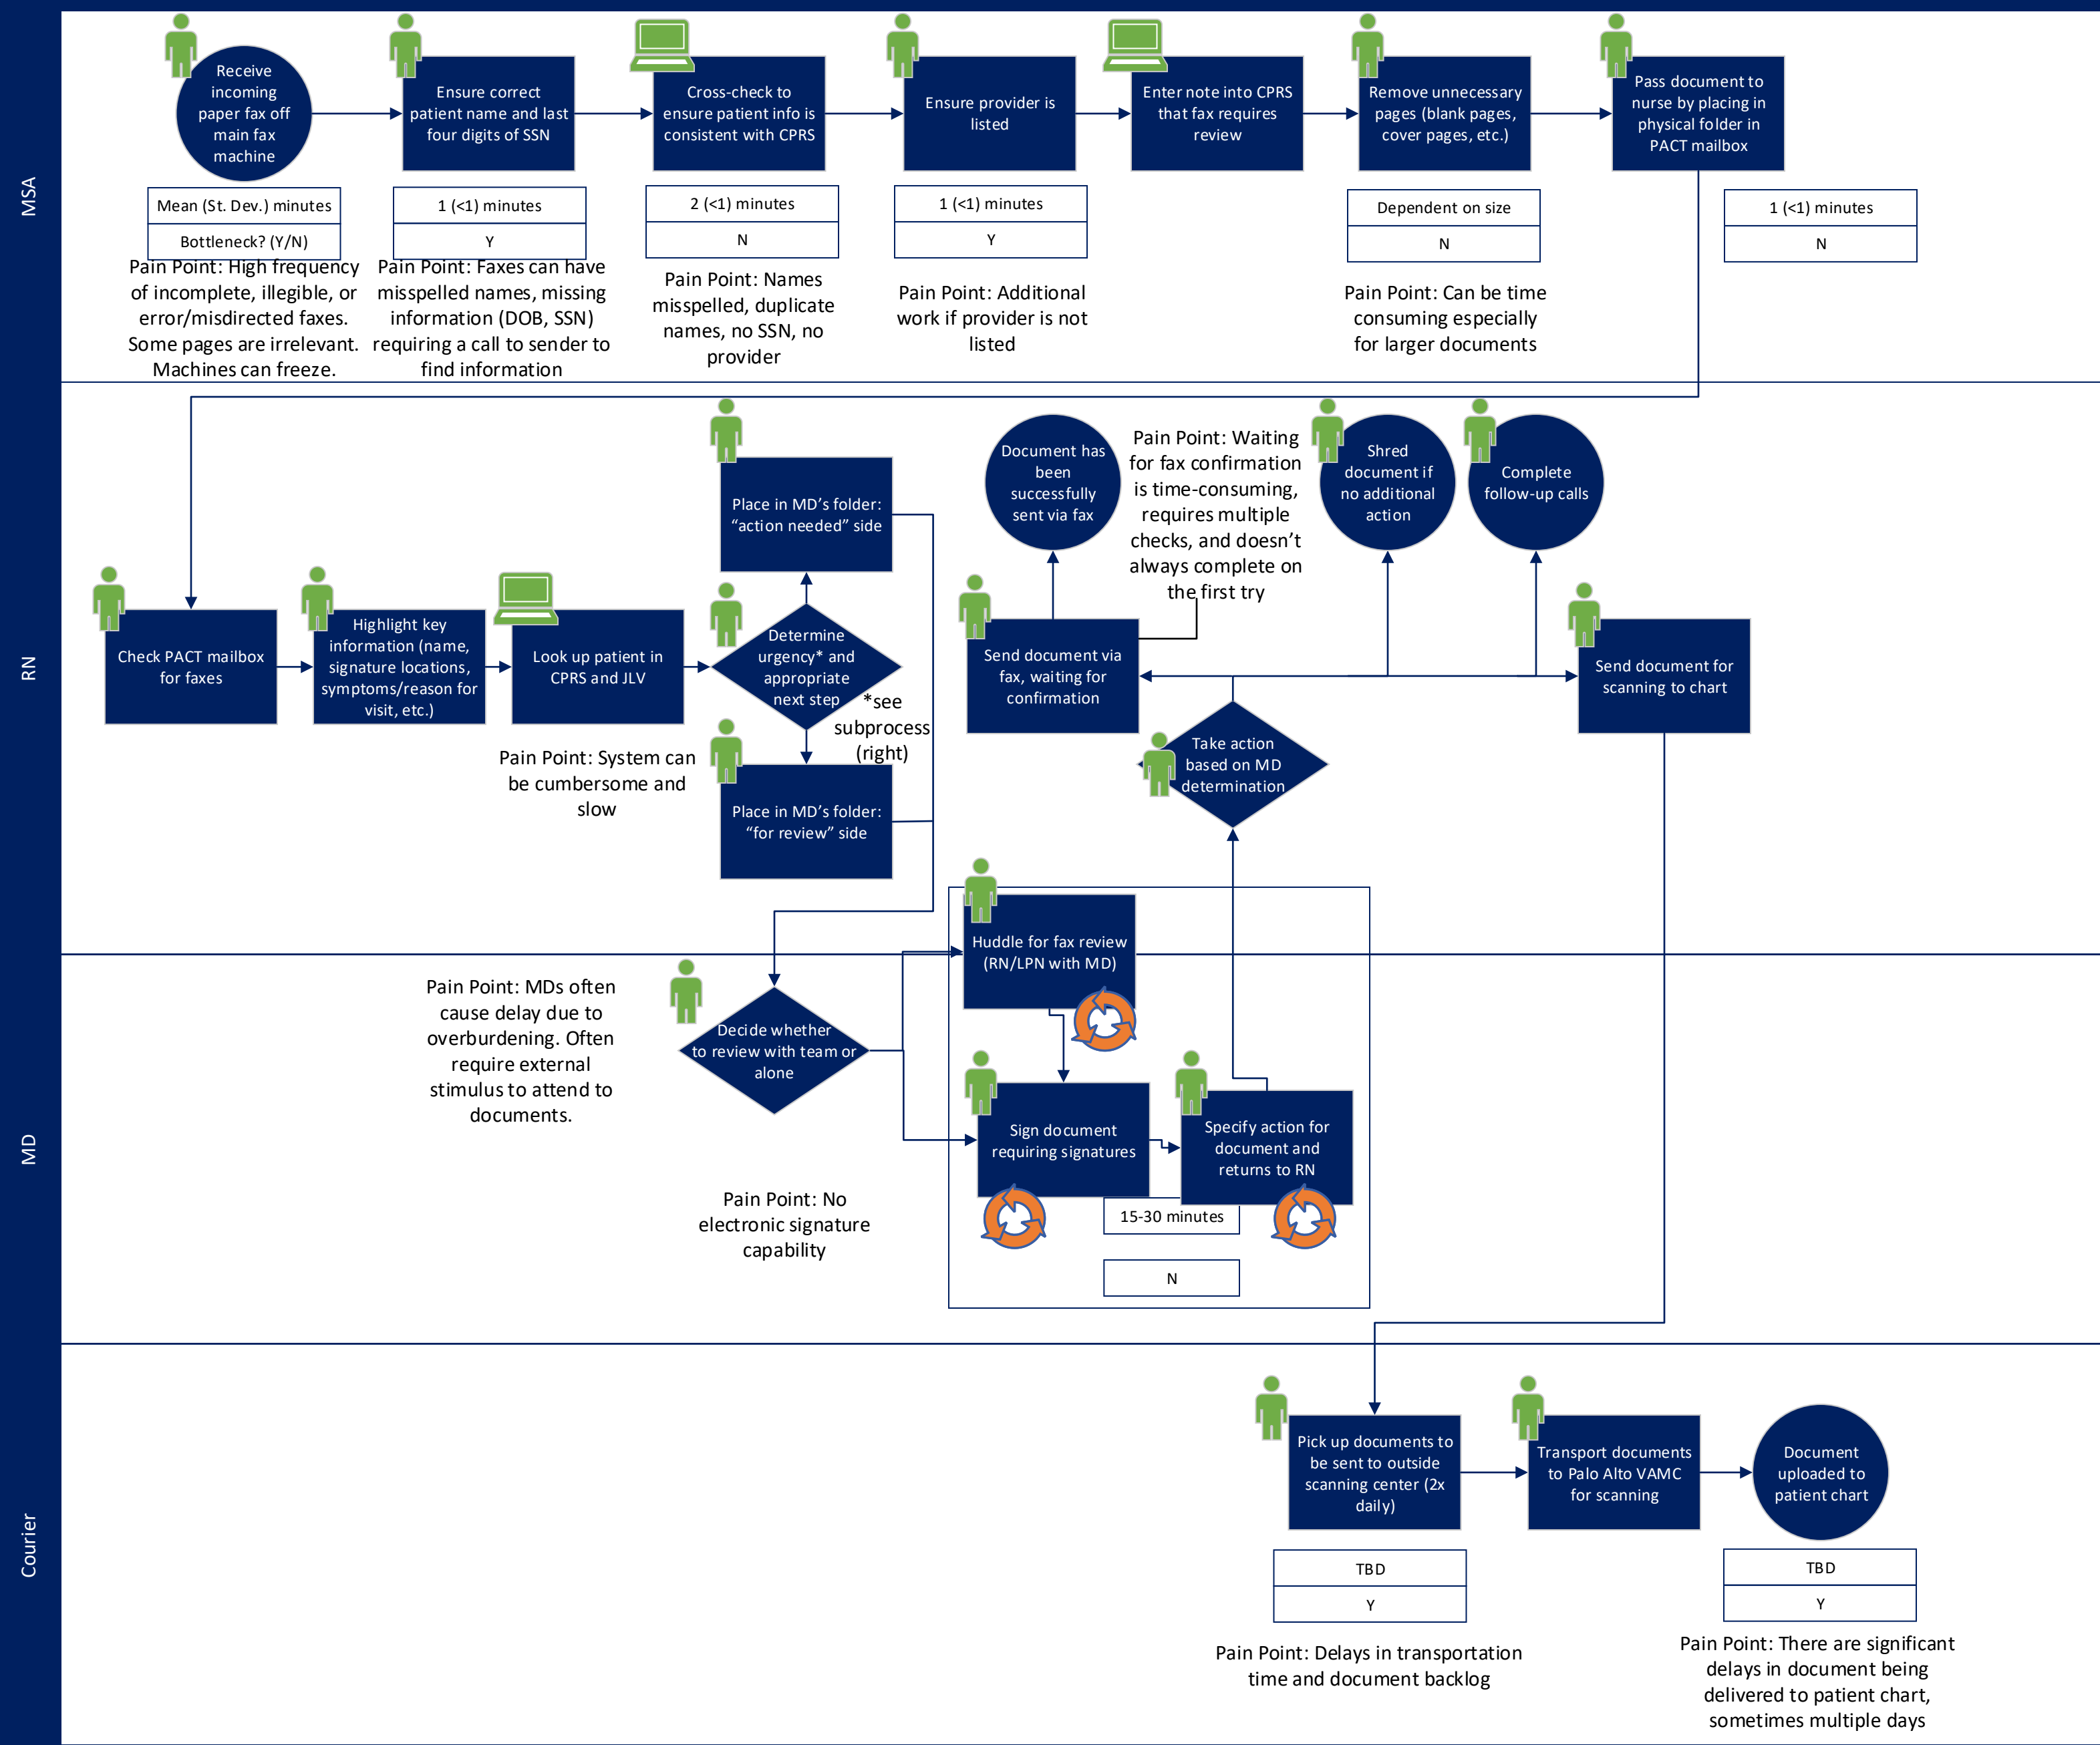 MSA
Receive
incoming
paper fax off
main fax
machine
Ensure correct
patient name and last
four digits of SSN
Cross-check to
ensure patient info is
consistent with CPRS
Ensure provider is
listed
Enter note into CPRS
that fax requires
review
Remove unnecessary
pages (blank pages,
cover pages, etc.)
Pass document to
nurse by placing in
physical folder in
PACT mailbox
Mean (St. Dev.) minutes
Bottleneck? (Y/N)
1 (<1) minutes
Y
2 (<1) minutes
N
1 (<1) minutes
Y
Dependent on size
N
1 (<1) minutes
N
Pain Point: High frequency
of incomplete, illegible, or
error/misdirected faxes.
Some pages are irrelevant.
Machines can freeze.
Pain Point: Faxes can have
misspelled names, missing
information (DOB, SSN)
requiring a call to sender to
find information
Pain Point: Names
misspelled, duplicate
names, no SSN, no
provider
Pain Point: Additional
work if provider is not
listed
Pain Point: Can be time
consuming especially
for larger documents
RN
Check PACT mailbox
for faxes
Highlight key
information (name,
signature locations,
symptoms/reason for
visit, etc.)
Look up patient in
CPRS and JLV
Pain Point: System can
be cumbersome and
slow
Place in MD’s folder:
“action needed” side
Determine
urgency* and
appropriate
next step
*see
subprocess
(right)
Place in MD’s folder:
“for review” side
Document has
been
successfully
sent via fax
Pain Point: Waiting
for fax confirmation
is time-consuming,
requires multiple
checks, and doesn’t
always complete on
the first try
Shred
document if
no additional
action
Complete
follow-up calls
Send document via
fax, waiting for
confirmation
Send document for
scanning to chart
Take action
based on MD
determination
Huddle for fax review
(RN/LPN with MD)
MD
Pain Point: MDs often
cause delay due to
overburdening. Often
require external
stimulus to attend to
documents.
Decide whether
to review with team or
alone
Pain Point: No
electronic signature
capability
Sign document
requiring signatures
Specify action for
document and
returns to RN
15-30 minutes
N
Courier
Pick up documents to
be sent to outside
scanning center (2x
daily)
Transport documents
to Palo Alto VAMC
for scanning
Document
uploaded to
patient chart
TBD
Y
TBD
Y
Pain Point: Delays in transportation
time and document backlog
Pain Point: There are significant
delays in document being
delivered to patient chart,
sometimes multiple days